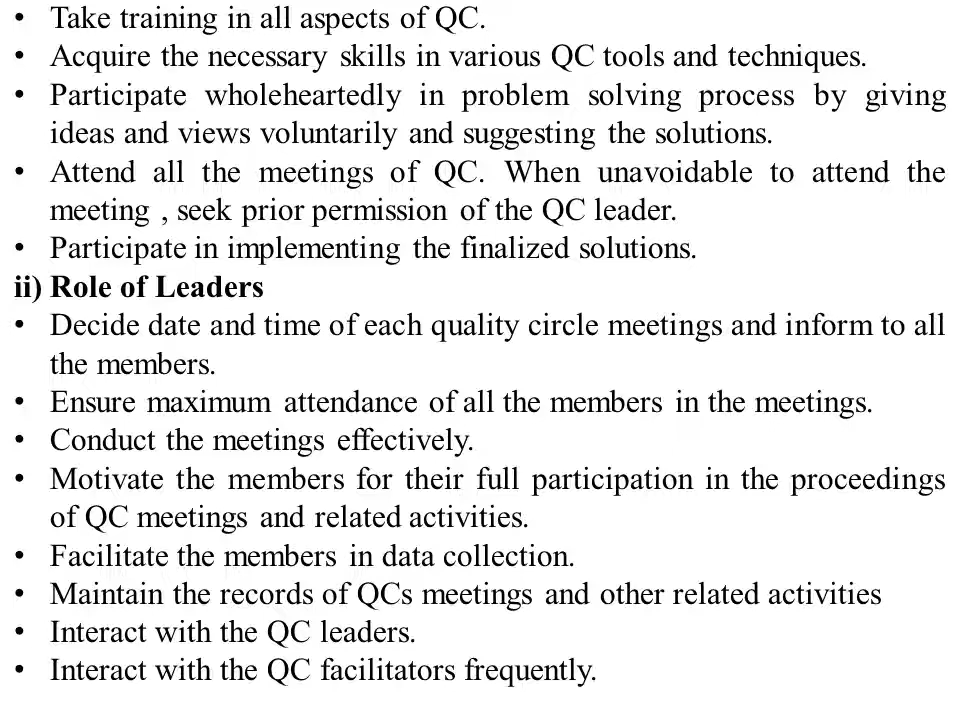 • Take training in all aspects of QC.
• Acquire the necessary skills in various QC tools and techniques.
• Participate wholeheartedly in problem solving process by giving
ideas and views voluntarily and suggesting the solutions.
• Attend all the meetings of QC. When unavoidable to attend the
meeting , seek prior permission of the QC leader.
• Participate in implementing the finalized solutions.
ii) Role of Leaders
• Decide date and time of each quality circle meetings and inform to all
the members.
• Ensure maximum attendance of all the members in the meetings.
• Conduct the meetings effectively.
• Motivate the members for their full participation in the proceedings
of QC meetings and related activities.
• Facilitate the members in data collection.
• Maintain the records of QCs meetings and other related activities
• Interact with the QC leaders.
• Interact with the QC facilitators frequently.